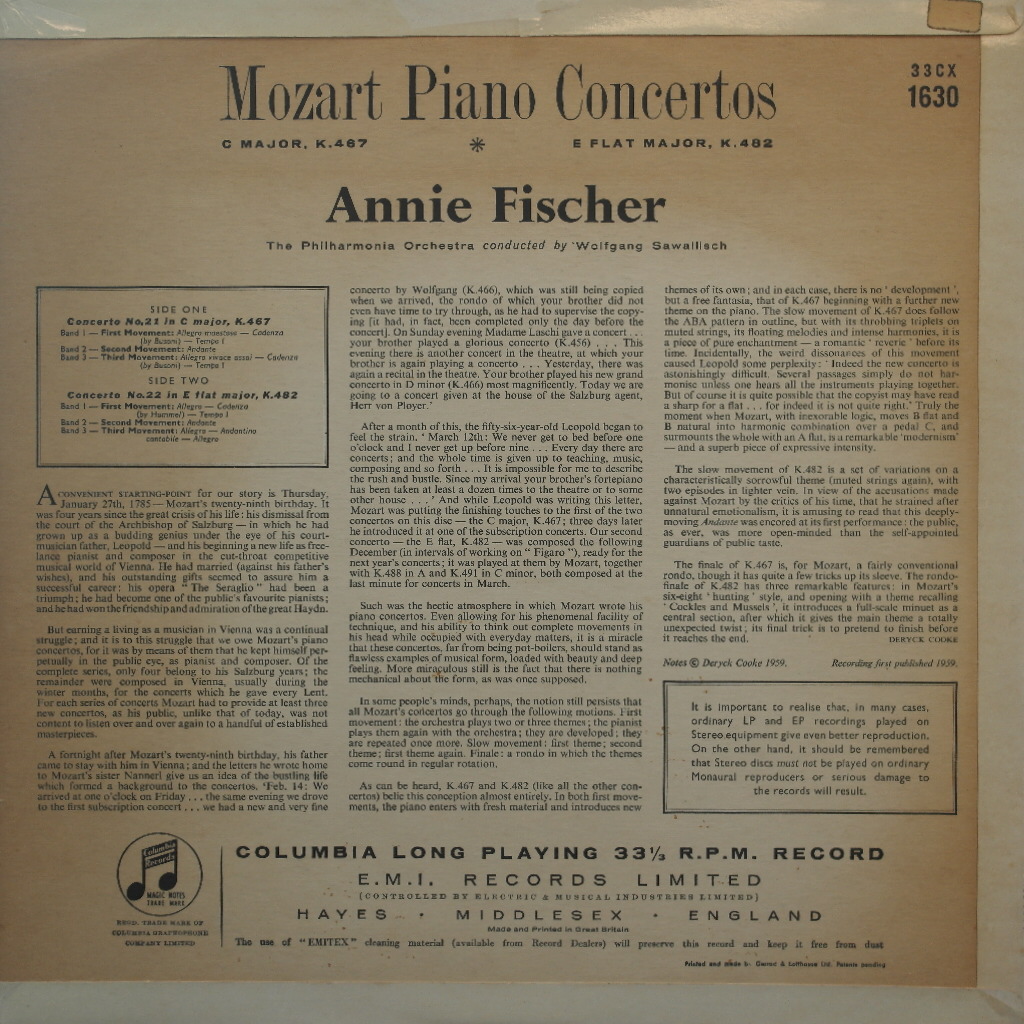 Mozart Piano Concertos
33CX
1630
C MAJOR, K.467 * E FLAT MAJOR, K.482
Annie Fischer
The Philharmonia Orchestra conducted by Wolfgang Sawallisch
SIDE ONE
Concerto No.21 in C major, K.467
Band 1 — First Movement: Allegro maestoso — Cadenza
(by Busoni) — Tempo I
Band 2 — Second Movement: Andante
Band 3 — Third Movement: Allegro vivace assai — Cadenza
(by Busoni) — Tempo I
SIDE TWO
Concerto No.22 in E flat major, K.482
Band 1 — First Movement: Allegro — Cadenza
(by Hummel) — Tempo I
Band 2 — Second Movement: Andante
Band 3 — Third Movement: Allegro — Andantino
cantabile — Allegro
A CONVENIENT STARTING-POINT for our story is Thursday,
January 27th, 1785 — Mozart's twenty-ninth birthday. It
was four years since the great crisis of his life: his dismissal from
the court of the Archbishop of Salzburg — in which he had
grown up as a budding genius under the eye of his court-
musician father, Leopold — and his beginning a new life as free-
lance pianist and composer in the cut-throat competitive
musical world of Vienna. He had married (against his father's
wishes), and his outstanding gifts seemed to assure him a
successful career: his opera " The Seraglio " had been a
triumph; he had become one of the public's favourite pianists;
and he had won the friendship and admiration of the great Haydn.
But earning a living as a musician in Vienna was a continual
struggle; and it is to this struggle that we owe Mozart's piano
concertos, for it was by means of them that he kept himself per-
petually in the public eye, as pianist and composer. Of the
complete series, only four belong to his Salzburg years; the
remainder were composed in Vienna, usually during the
winter months, for the concerts which he gave every Lent.
For each series of concerts Mozart had to provide at least three
new concertos, as his public, unlike that of today, was not
content to listen over and over again to a handful of established
masterpieces.
A fortnight after Mozart's twenty-ninth birthday, his father
came to stay with him in Vienna; and the letters he wrote home
to Mozart's sister Nannerl give us an idea of the bustling life
which formed a background to the concertos. ' Feb. 14: We
arrived at one o'clock on Friday . . . the same evening we drove
to the first subscription concert . . . we had a new and very fine
concerto by Wolfgang (K.466), which was still being copied
when we arrived, the rondo of which your brother did not
even have time to try through, as he had to supervise the copy-
ing [it had, in fact, been completed only the day before the
concert]. On Sunday evening Madame Laschi gave a concert . . .
your brother played a glorious concerto (K.456) . . . This
evening there is another concert in the theatre, at which your
brother is again playing a concerto . . . Yesterday, there was
again a recital in the theatre. Your brother played his new grand
concerto in D minor (K.466) most magnificently. Today we are
going to a concert given at the house of the Salzburg agent,
Herr von Ployer.'
After a month of this, the fifty-six-year-old Leopold began to
feel the strain. ' March 12th: We never get to bed before one
o'clock and I never get up before nine . . . Every day there are
concerts; and the whole time is given up to teaching, music,
composing and so forth . . . It is impossible for me to describe
the rush and bustle. Since my arrival your brother's fortepiano
has been taken at least a dozen times to the theatre or to some
other house . . .' And while Leopold was writing this letter,
Mozart was putting the finishing touches to the first of the two
concertos on this disc — the C major, K.467; three days later
he introduced it at one of the subscription concerts. Our second
concerto — the E flat, K.482 — was composed the following
December (in intervals of working on " Figaro "), ready for the
next year's concerts; it was played at them by Mozart, together
with K.488 in A and K.491 in C minor, both composed at the
last minute for concerts in March.
Such was the hectic atmosphere in which Mozart wrote his
piano concertos. Even allowing for his phenomenal facility of
technique, and his ability to think out complete movements in
his head while occupied with everyday matters, it is a miracle
that these concertos, far from being pot-boilers, should stand as
flawless examples of musical form, loaded with beauty and deep
feeling. More miraculous still is the fact that there is nothing
mechanical about the form, as was once supposed.
In some people's minds, perhaps, the notion still persists that
all Mozart's concertos go through the following motions. First
movement: the orchestra plays two or three themes; the pianist
plays them again with the orchestra; they are developed; they
are repeated once more. Slow movement: first theme; second
theme; first theme again. Finale: a rondo in which the themes
come round in regular rotation.
As can be heard, K.467 and K.482 (like all the other con-
certos) belie this conception almost entirely. In both first move-
ments, the piano enters with fresh material and introduces new
themes of its own; and in each case, there is no ' development ',
but a free fantasia, that of K.467 beginning with a further new
theme on the piano. The slow movement of K.467 does follow
the ABA pattern in outline, but with its throbbing triplets on
muted strings, its floating melodies and intense harmonies, it is
a piece of pure enchantment — a romantic ' reverie ' before its
time. Incidentally, the weird dissonances of this movement
caused Leopold some perplexity: ' Indeed the new concerto is
astonishingly difficult. Several passages simply do not har-
monise unless one hears all the instruments playing together.
But of course it is quite possible that the copyist may have read
a sharp for a flat . . . for indeed it is not quite right.' Truly the
moment when Mozart, with inexorable logic, moves B flat and
B natural into harmonic combination over a pedal C, and
surmounts the whole with an A flat, is a remarkable 'modernism'
— and a superb piece of expressive intensity.
The slow movement of K.482 is a set of variations on a
characteristically sorrowful theme (muted strings again), with
two episodes in lighter vein. In view of the accusations made
against Mozart by the critics of his time, that he strained after
unnatural emotionalism, it is amusing to read that this deeply-
moving Andante was encored at its first performance: the public,
as ever, was more open-minded than the self-appointed
guardians of public taste.
The finale of K.467 is, for Mozart, a fairly conventional
rondo, though it has quite a few tricks up its sleeve. The rondo-
finale of K.482 has three remarkable features: in Mozart's
six-eight ' hunting ' style, and opening with a theme recalling
' Cockles and Mussels ', it introduces a full-scale minuet as a
central section, after which it gives the main theme a totally
unexpected twist; its final trick is to pretend to finish before
it reaches the end.
DERYCK COOKE
Notes © Deryck Cooke 1959. Recording first published 1959.
It is important to realise that, in many cases,
ordinary LP and EP recordings played on
Stereo equipment give even better reproduction.
On the other hand, it should be remembered
that Stereo discs must not be played on ordinary
Monaural reproducers or serious damage to
the records will result.
Columbia
Records
MAGIC NOTES
TRADE MARK
REGD. TRADE MARK OF
COLUMBIA GRAPHOPHONE
COMPANY LIMITED
COLUMBIA LONG PLAYING 33⅓ R.P.M. RECORD
E.M.I. RECORDS LIMITED
(CONTROLLED BY ELECTRIC & MUSICAL INDUSTRIES LIMITED)
HAYES · MIDDLESEX · ENGLAND
Made and Printed in Great Britain
The use of "EMITEX" cleaning material (available from Record Dealers) will preserve this record and keep it free from dust
Printed and made by Garrod & Lofthouse Ltd. Patents pending